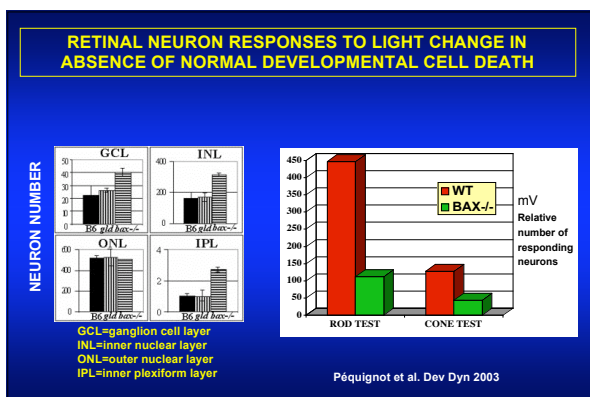 RETINAL NEURON RESPONSES TO LIGHT CHANGE IN
ABSENCE OF NORMAL DEVELOPMENTAL CELL DEATH
NEURON NUMBER
GCL
50
40
30
20
10
0
B6 gld bax-/-
INL
400
200
0
B6 gld bax-/-
ONL
600
400
200
0
B6 gld bax-/-
IPL
4
2
0
B6 gld bax-/-
GCL=ganglion cell layer
INL=inner nuclear layer
ONL=outer nuclear layer
IPL=inner plexiform layer
450
400
350
300
250
200
150
100
50
0
WT
BAX-/-
ROD TEST
CONE TEST
mV
Relative
number of
responding
neurons
Péquignot et al. Dev Dyn 2003